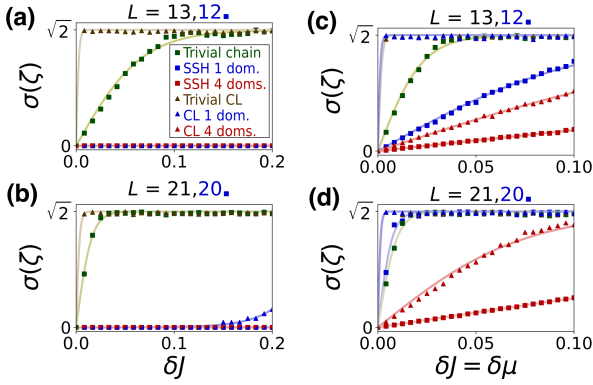 (a)
L = 13,12
√2
0
σ(ζ)
0.0
0.1
0.2
Trivial chain
SSH 1 dom.
SSH 4 doms.
Trivial CL
CL 1 dom.
CL 4 doms.
(c)
L = 13,12
√2
0
σ(ζ)
0.00
0.05
0.10
(b)
L = 21,20
√2
0
σ(ζ)
0.0
0.1
0.2
δJ
(d)
L = 21,20
√2
0
σ(ζ)
0.00
0.05
0.10
δJ = δμ